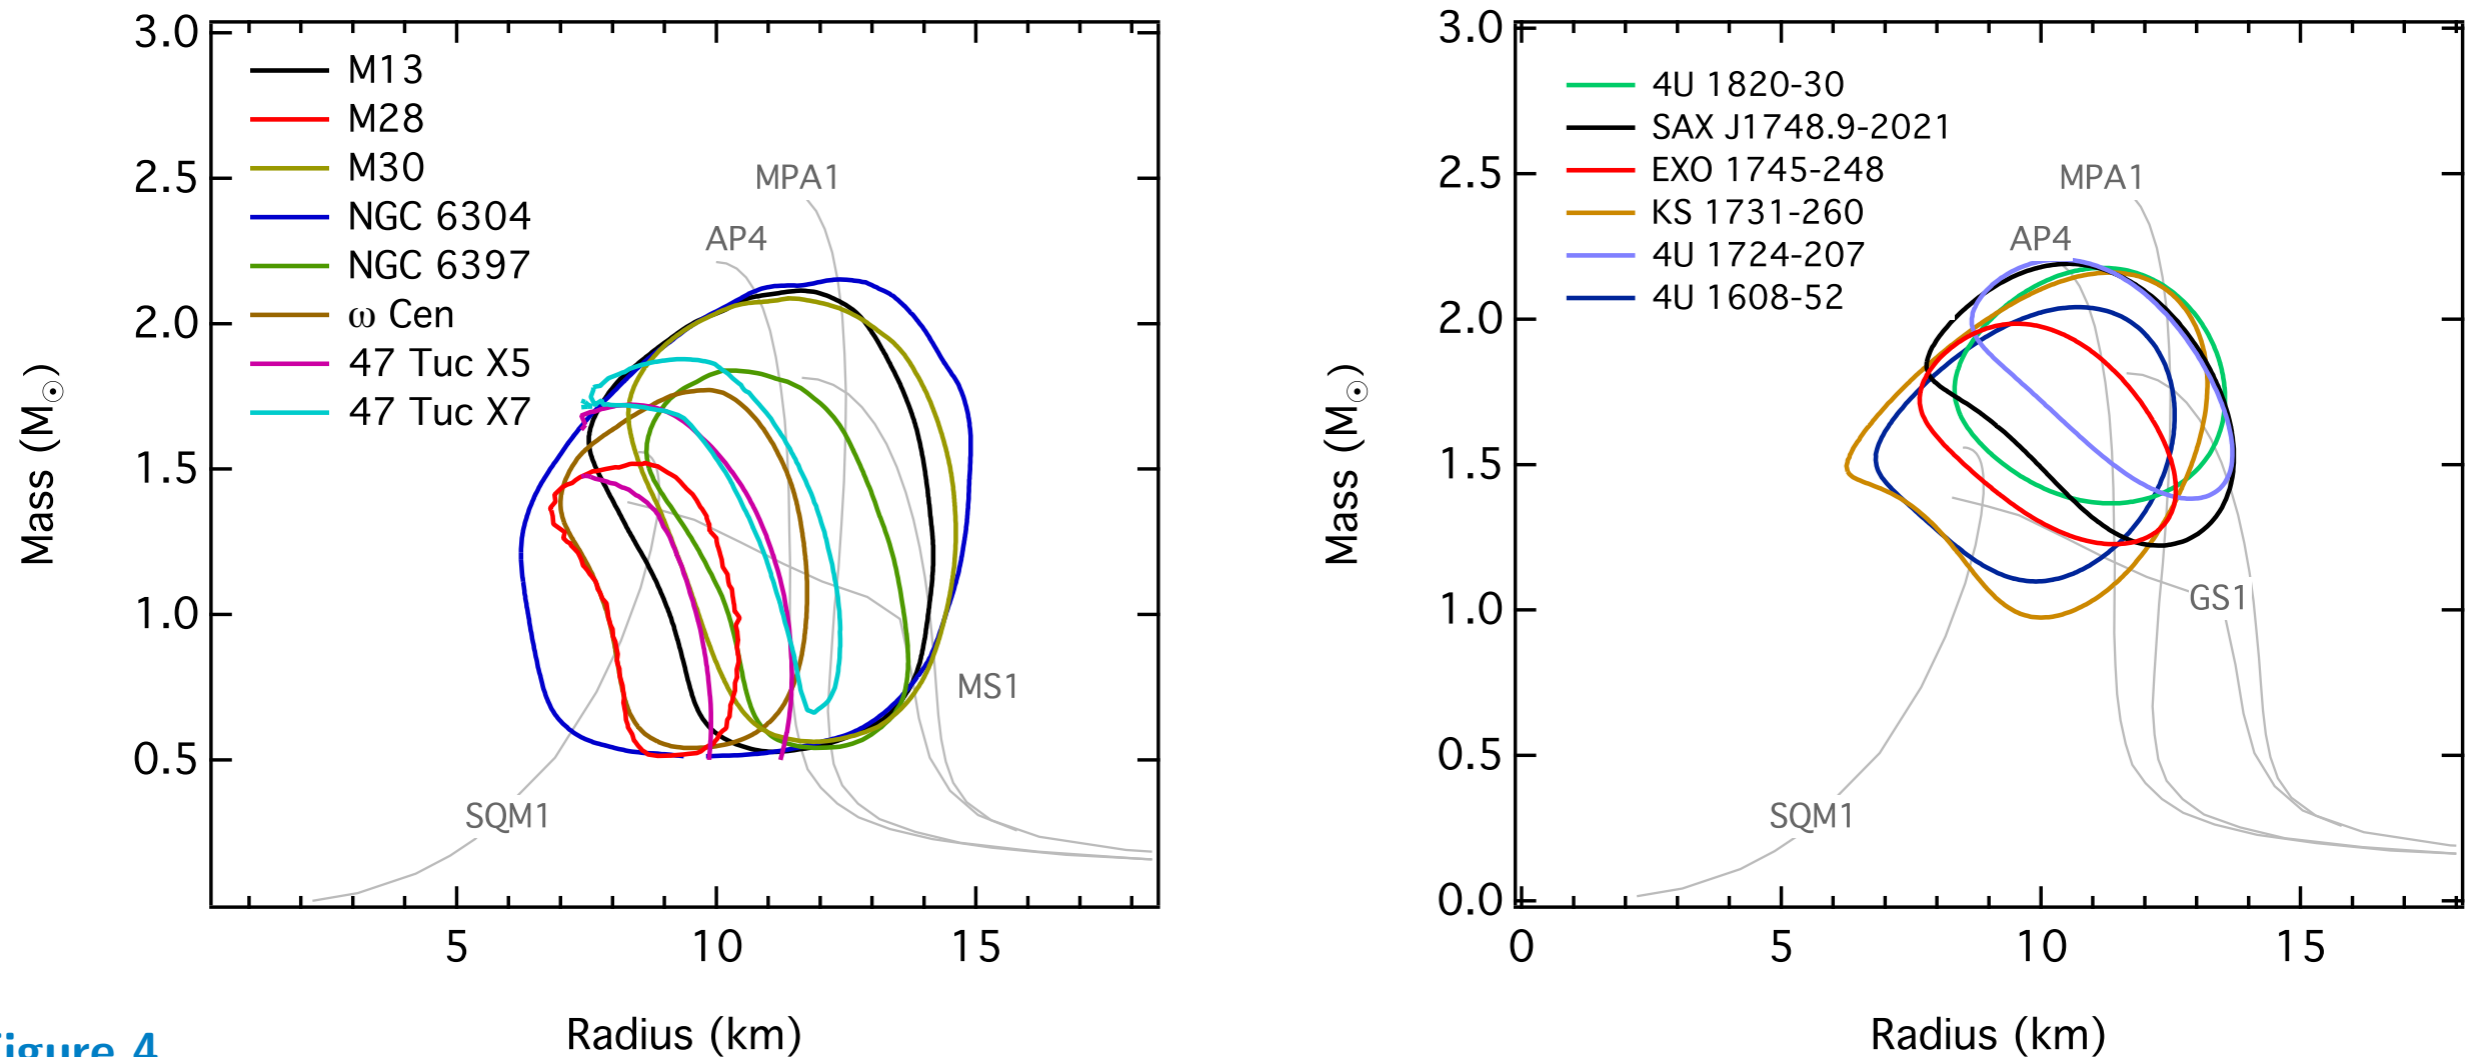 3.0
2.5
2.0
1.5
1.0
0.5
Mass (M☉)
M13
M28
M30
NGC 6304
NGC 6397
ω Cen
47 Tuc X5
47 Tuc X7
MPA1
AP4
MS1
SQM1
5 10 15
Radius (km)
3.0
2.5
2.0
1.5
1.0
0.5
0.0
Mass (M☉)
4U 1820-30
SAX J1748.9-2021
EXO 1745-248
KS 1731-260
4U 1724-207
4U 1608-52
MPA1
AP4
GS1
SQM1
0 5 10 15
Radius (km)
igure 4